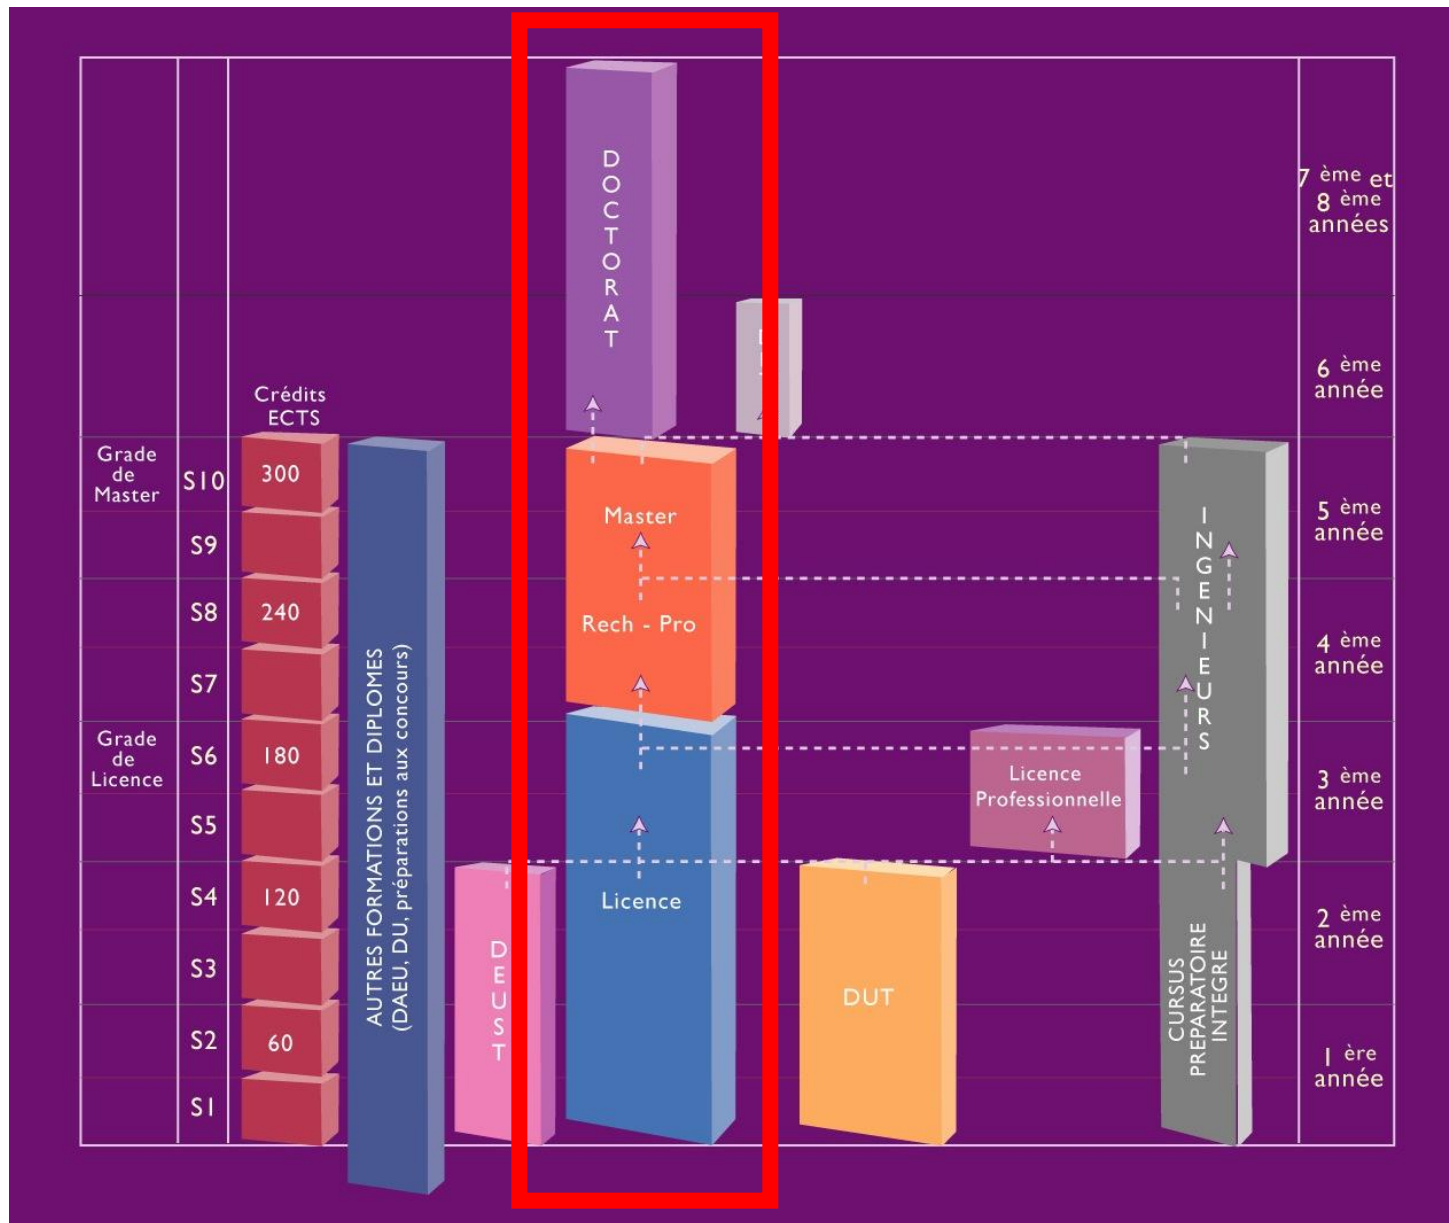 Crédits
ECTS
Grade
de
Master
Grade
de
Licence
S10
S9
S8
S7
S6
S5
S4
S3
S2
S1
300
240
180
120
60
AUTRES FORMATIONS ET DIPLOMES
(DAEU, DU, préparations aux concours)
DEUST
DOCTORAT
Master
Rech - Pro
Licence
DUT
Licence
Professionnelle
INGENIEURS
CURSUS
PREPARATOIRE
INTEGRE
7 ème et
8 ème
années
6 ème
année
5 ème
année
4 ème
année
3 ème
année
2 ème
année
1 ère
année